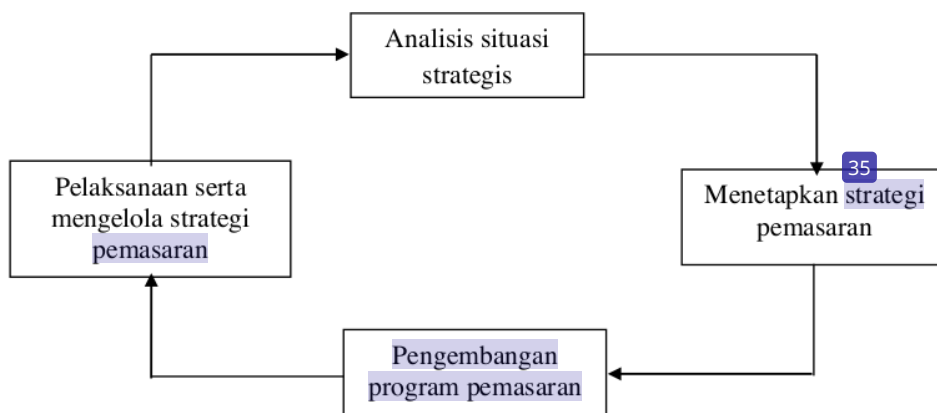 Analisis situasi
strategis
35
Menetapkan strategi
pemasaran
Pengembangan
program pemasaran
Pelaksanaan serta
mengelola strategi
pemasaran